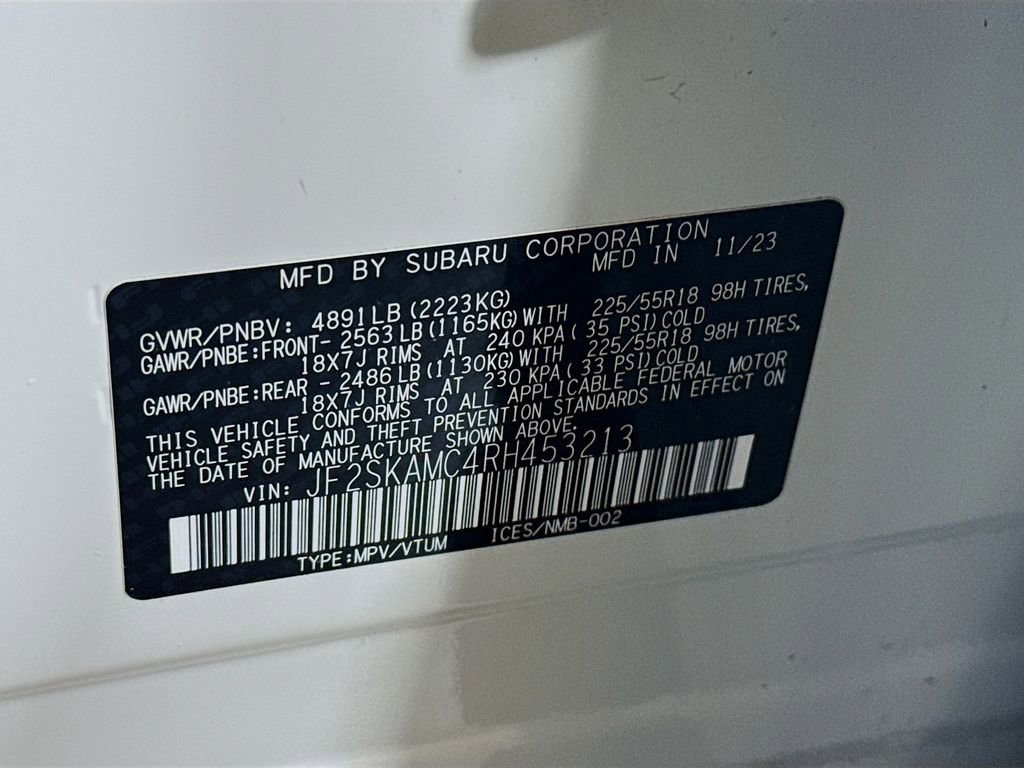 MFD BY SUBARU CORPORATION
MFD IN 11/23
GVWR/PNBV: 4891LB (2223KG)
GAWR/PNBE:FRONT- 2563LB(1165KG)WITH 225/55R18 98H TIRES,
18X7J RIMS AT 240 KPA( 35 PSI)COLD
GAWR/PNBE:REAR - 2486LB(1130KG)WITH 225/55R18 98H TIRES,
18X7J RIMS AT 230 KPA( 33 PSI)COLD
THIS VEHICLE CONFORMS TO ALL APPLICABLE FEDERAL MOTOR
VEHICLE SAFETY AND THEFT PREVENTION STANDARDS IN EFFECT ON
THE DATE OF MANUFACTURE SHOWN ABOVE.
VIN: JF2SKAMC4RH453213
TYPE:MPV/VTUM ICES/NMB-002